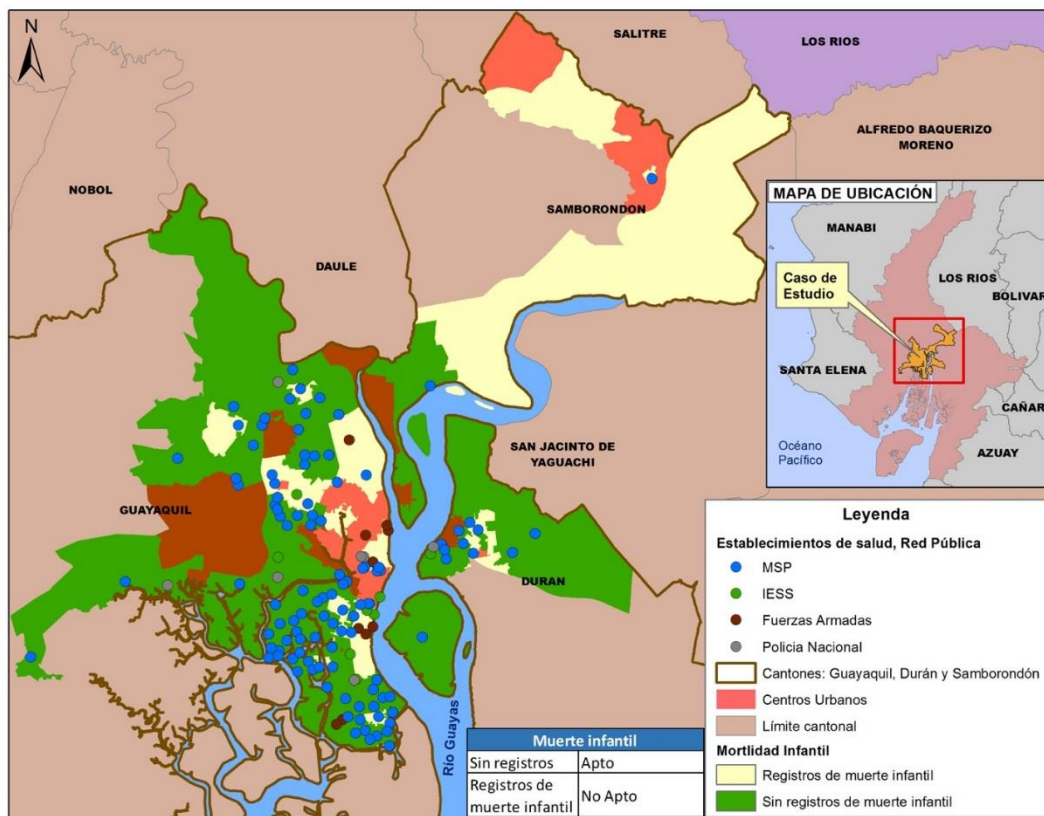 N
SALITRE
LOS RIOS
ALFREDO BAQUERIZO
MORENO
NOBOL
SAMBORONDON
DAULE
SAN JACINTO DE
YAGUACHI
GUAYAQUIL
DURAN
Río Guayas
MAPA DE UBICACIÓN
MANABI
Caso de
Estudio
LOS RIOS
BOLIVAR
SANTA ELENA
CAÑAR
AZUAY
Océano
Pacífico
Muerte infantil
Sin registros Apto
Registros de
muerte infantil No Apto
Leyenda
Establecimientos de salud, Red Pública
MSP
IESS
Fuerzas Armadas
Policia Nacional
Cantones: Guayaquil, Durán y Samborondón
Centros Urbanos
Límite cantonal
Mortlidad Infantil
Registros de muerte infantil
Sin registros de muerte infantil